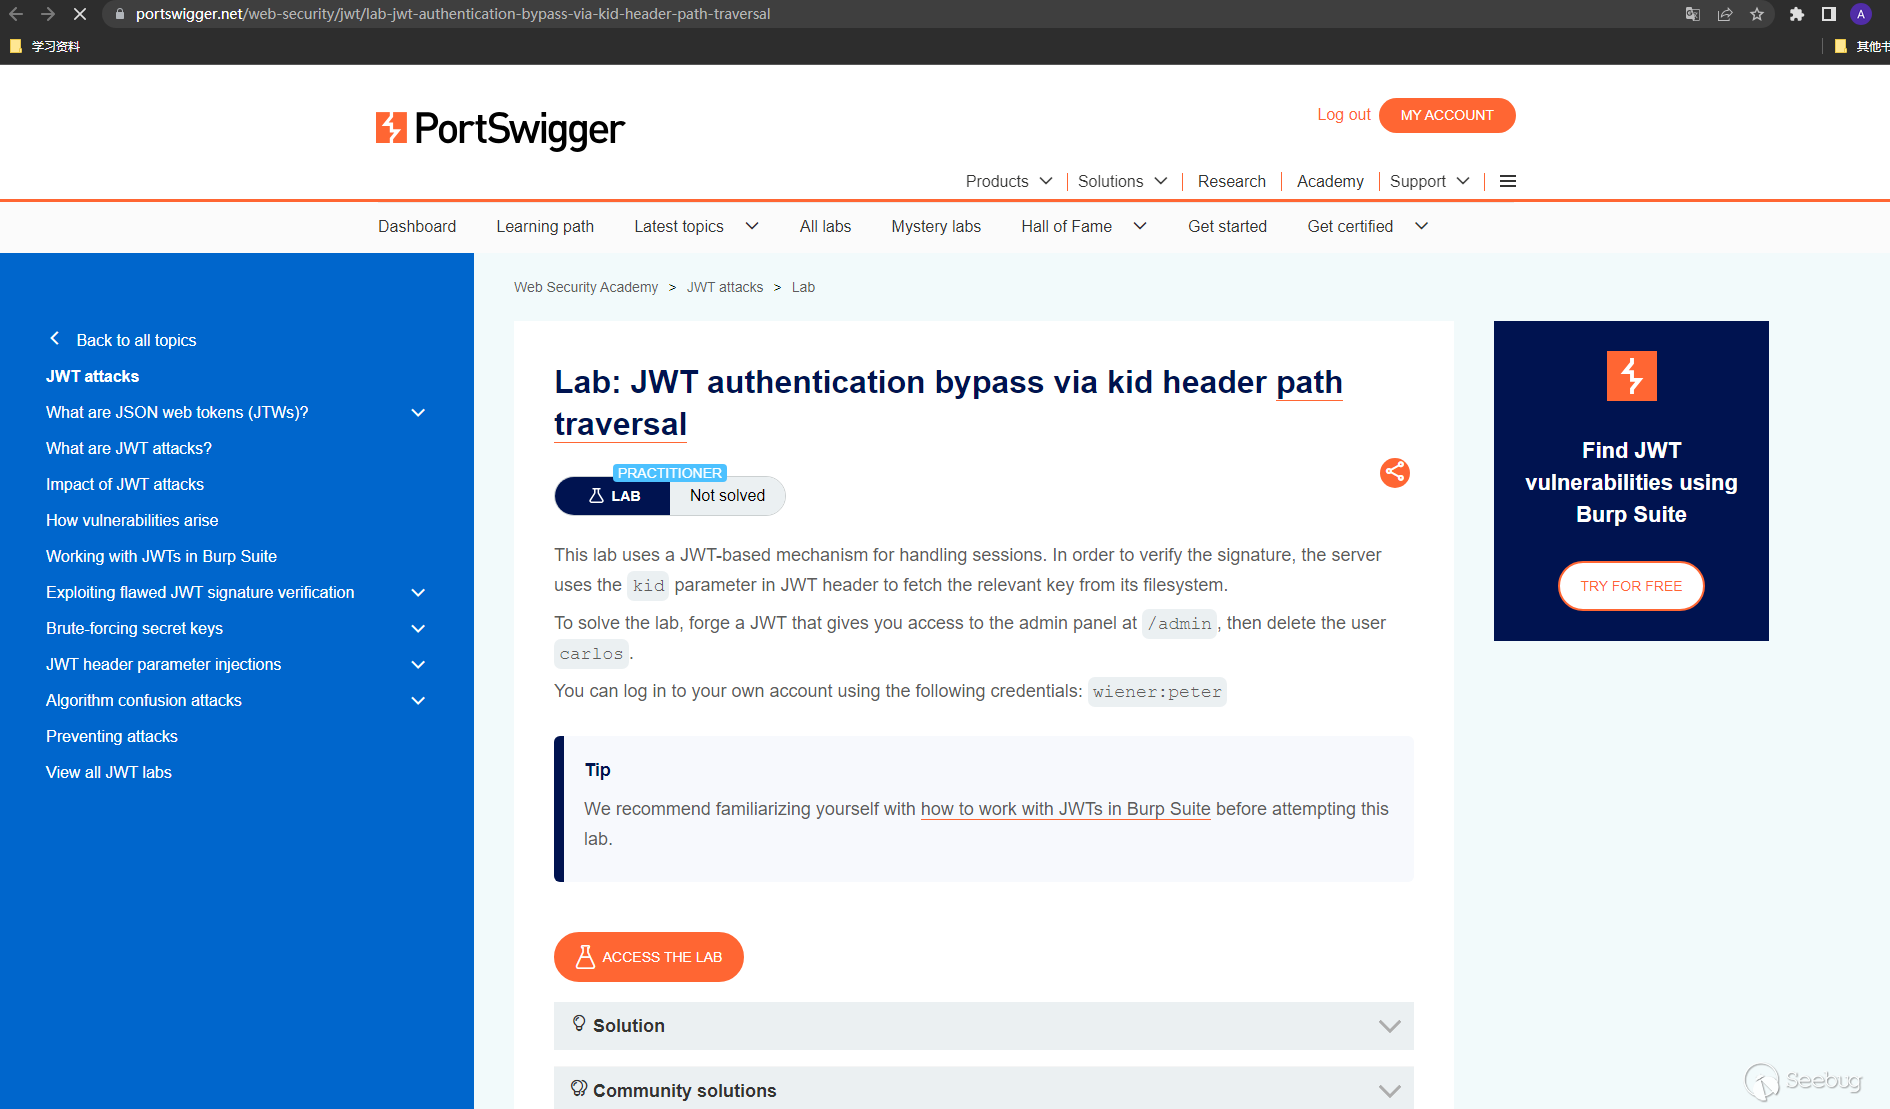 portswigger.net/web-security/jwt/lab-jwt-authentication-bypass-via-kid-header-path-traversal
A
学习资料
其他书
PortSwigger
Log out
MY ACCOUNT
Products
Solutions
Research
Academy
Support
Dashboard
Learning path
Latest topics
All labs
Mystery labs
Hall of Fame
Get started
Get certified
Back to all topics
JWT attacks
What are JSON web tokens (JTWs)?
What are JWT attacks?
Impact of JWT attacks
How vulnerabilities arise
Working with JWTs in Burp Suite
Exploiting flawed JWT signature verification
Brute-forcing secret keys
JWT header parameter injections
Algorithm confusion attacks
Preventing attacks
View all JWT labs
Web Security Academy > JWT attacks > Lab
Lab: JWT authentication bypass via kid header path
traversal
PRACTITIONER
LAB
Not solved
This lab uses a JWT-based mechanism for handling sessions. In order to verify the signature, the server
uses the kid parameter in JWT header to fetch the relevant key from its filesystem.
To solve the lab, forge a JWT that gives you access to the admin panel at /admin, then delete the user
carlos.
You can log in to your own account using the following credentials: wiener:peter
Tip
We recommend familiarizing yourself with how to work with JWTs in Burp Suite before attempting this
lab.
ACCESS THE LAB
Solution
Community solutions
Find JWT
vulnerabilities using
Burp Suite
TRY FOR FREE
Seebug